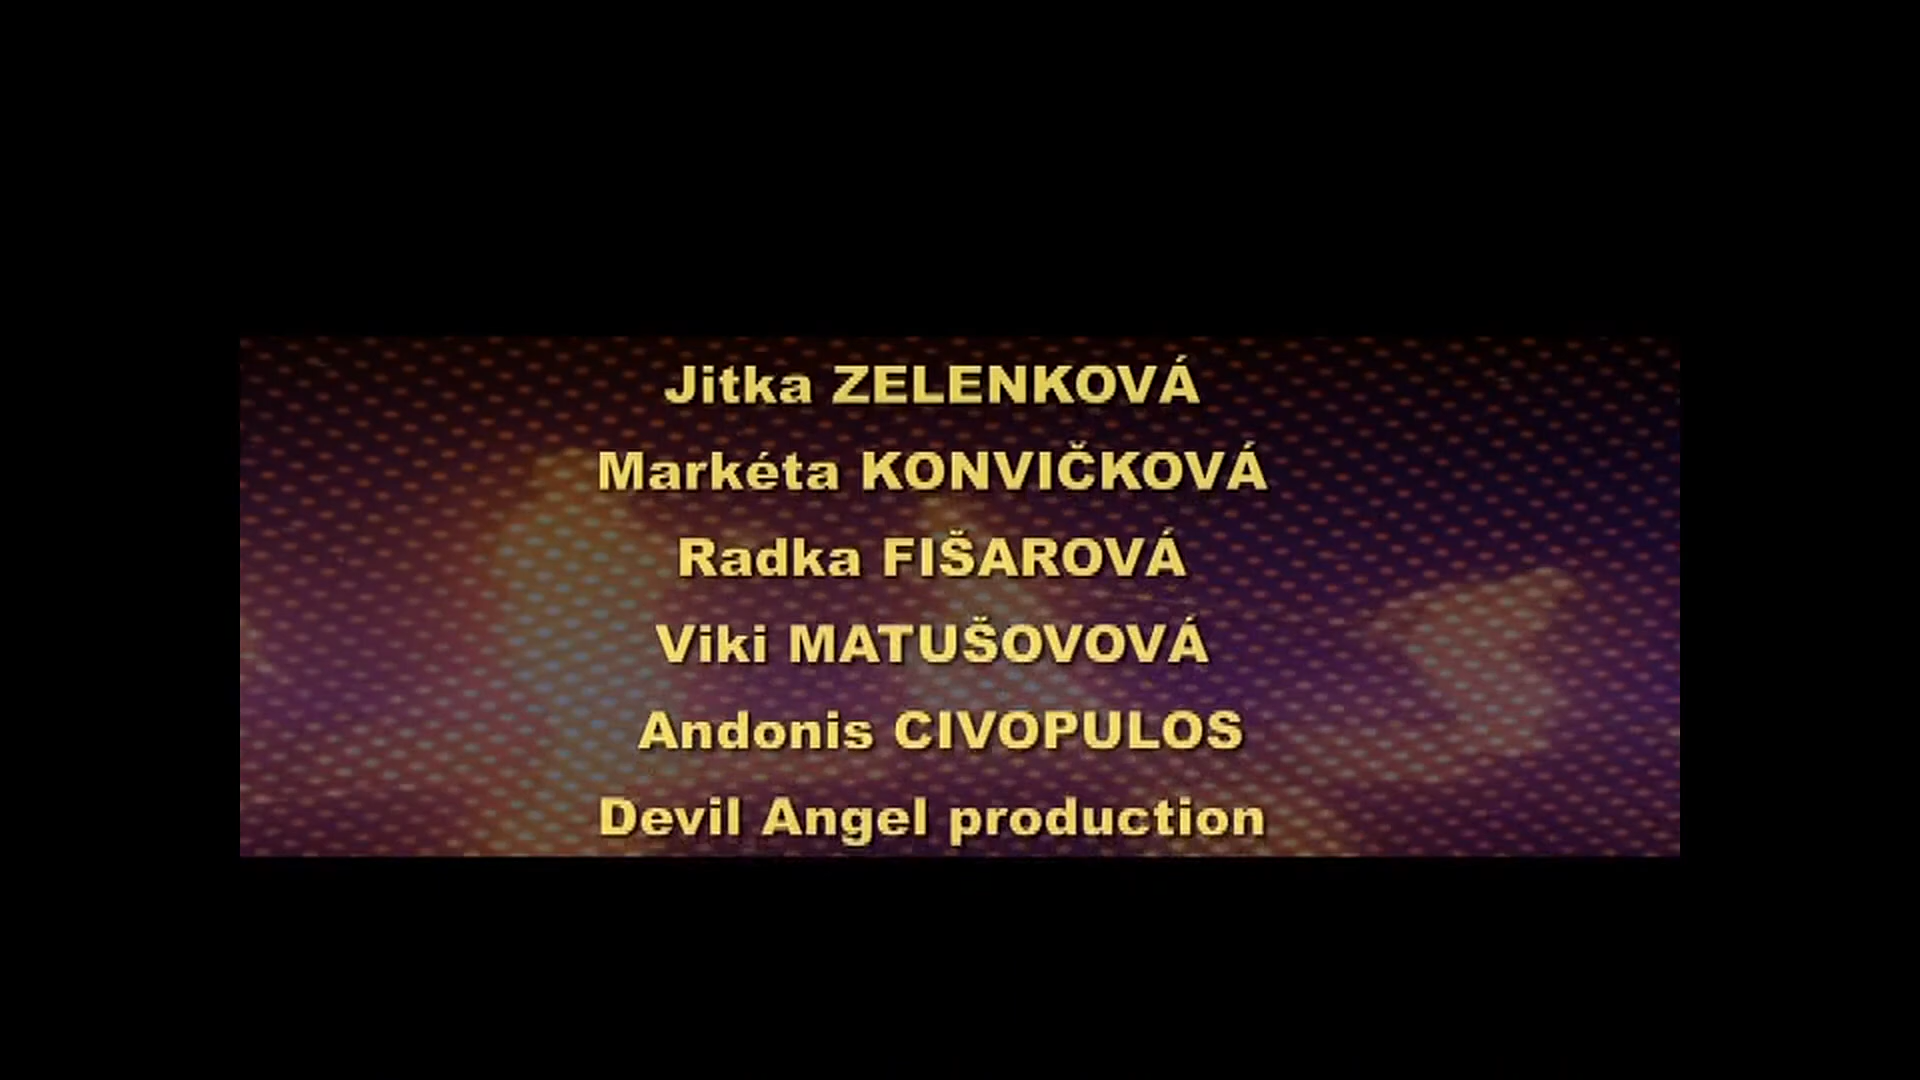 Jitka ZELENKOVÁ
Markéta KONVIČKOVÁ
Radka FIŠAROVÁ
Viki MATUŠOVOVÁ
Andonis CIVOPULOS
Devil Angel production